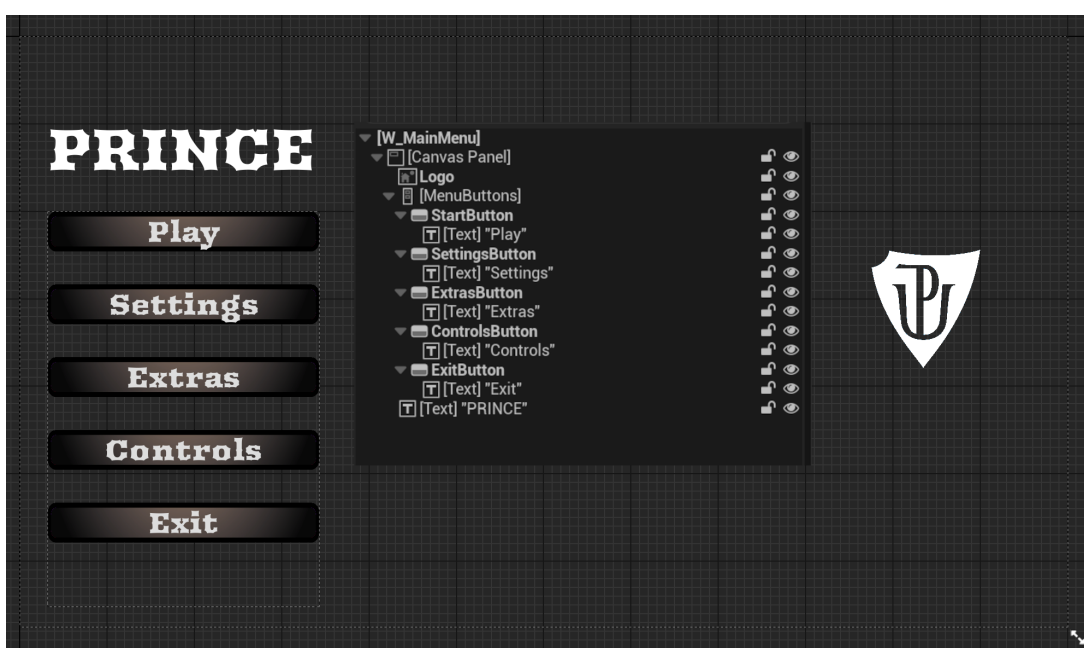 PRINCE
Play
Settings
Extras
Controls
Exit
[W_MainMenu]
[Canvas Panel]
Logo
[MenuButtons]
StartButton
[Text] "Play"
SettingsButton
[Text] "Settings"
ExtrasButton
[Text] "Extras"
ControlsButton
[Text] "Controls"
ExitButton
[Text] "Exit"
[Text] "PRINCE"
UP